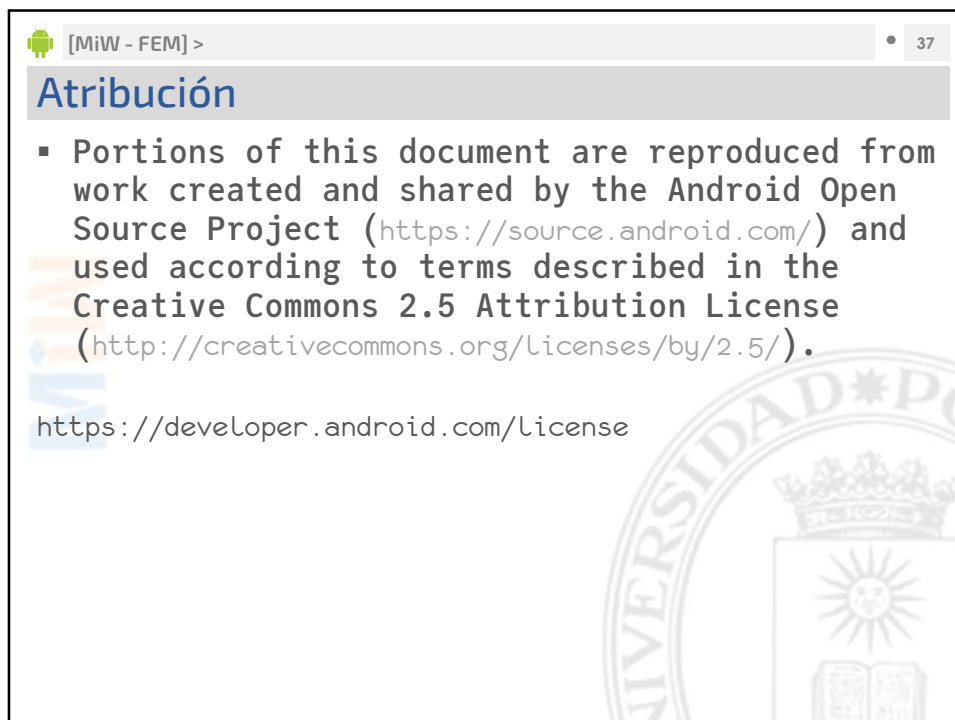 [MiW - FEM] >
37
Atribución
▪ Portions of this document are reproduced from
work created and shared by the Android Open
Source Project (https://source.android.com/) and
used according to terms described in the
Creative Commons 2.5 Attribution License
(http://creativecommons.org/licenses/by/2.5/).
https://developer.android.com/license
MiW